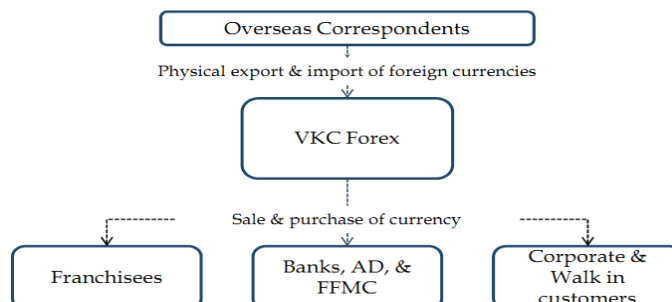 Overseas Correspondents
Physical export & import of foreign currencies
VKC Forex
Sale & purchase of currency
Franchisees
Banks, AD, &
FFMC
Corporate &
Walk in
customers